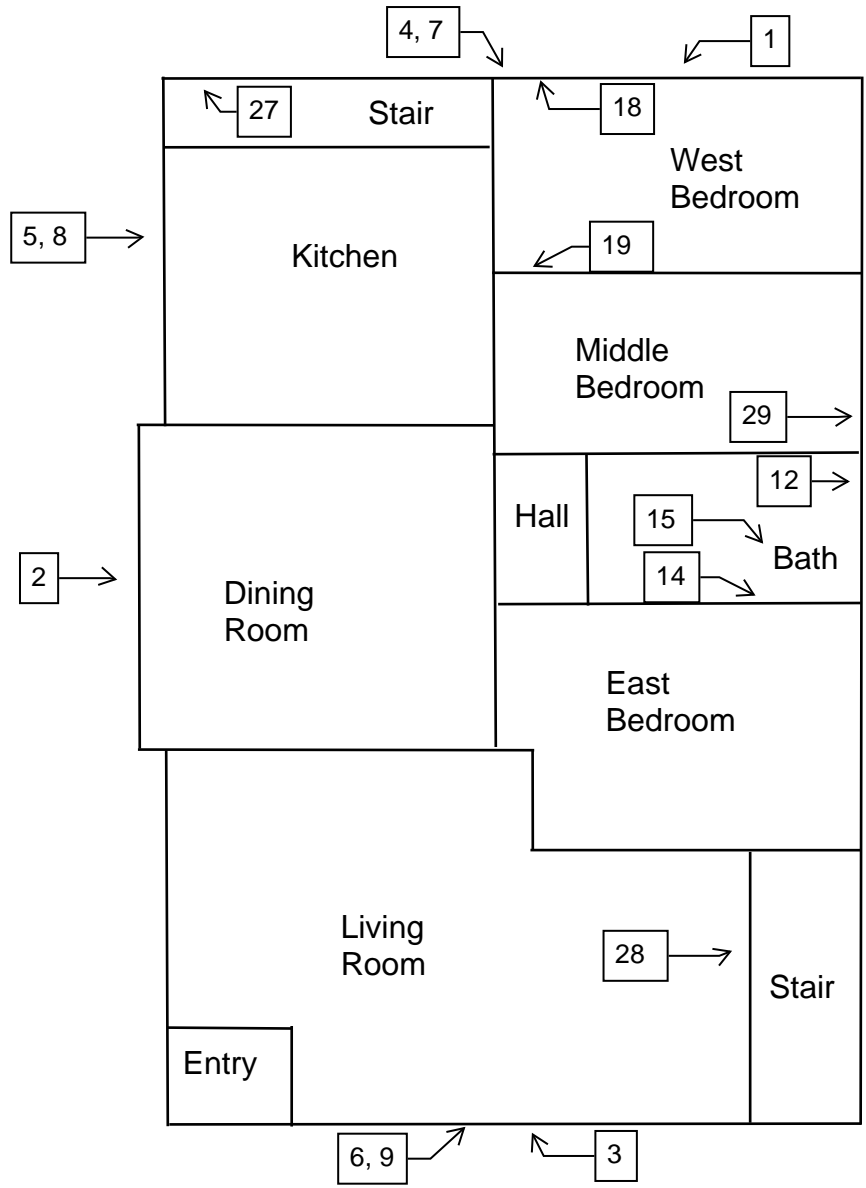 4, 7
1
27
Stair
18
West
Bedroom
5, 8
Kitchen
19
Middle
Bedroom
29
12
Hall
15
Bath
2
14
Dining
Room
East
Bedroom
Living
Room
28
Stair
Entry
6, 9
3